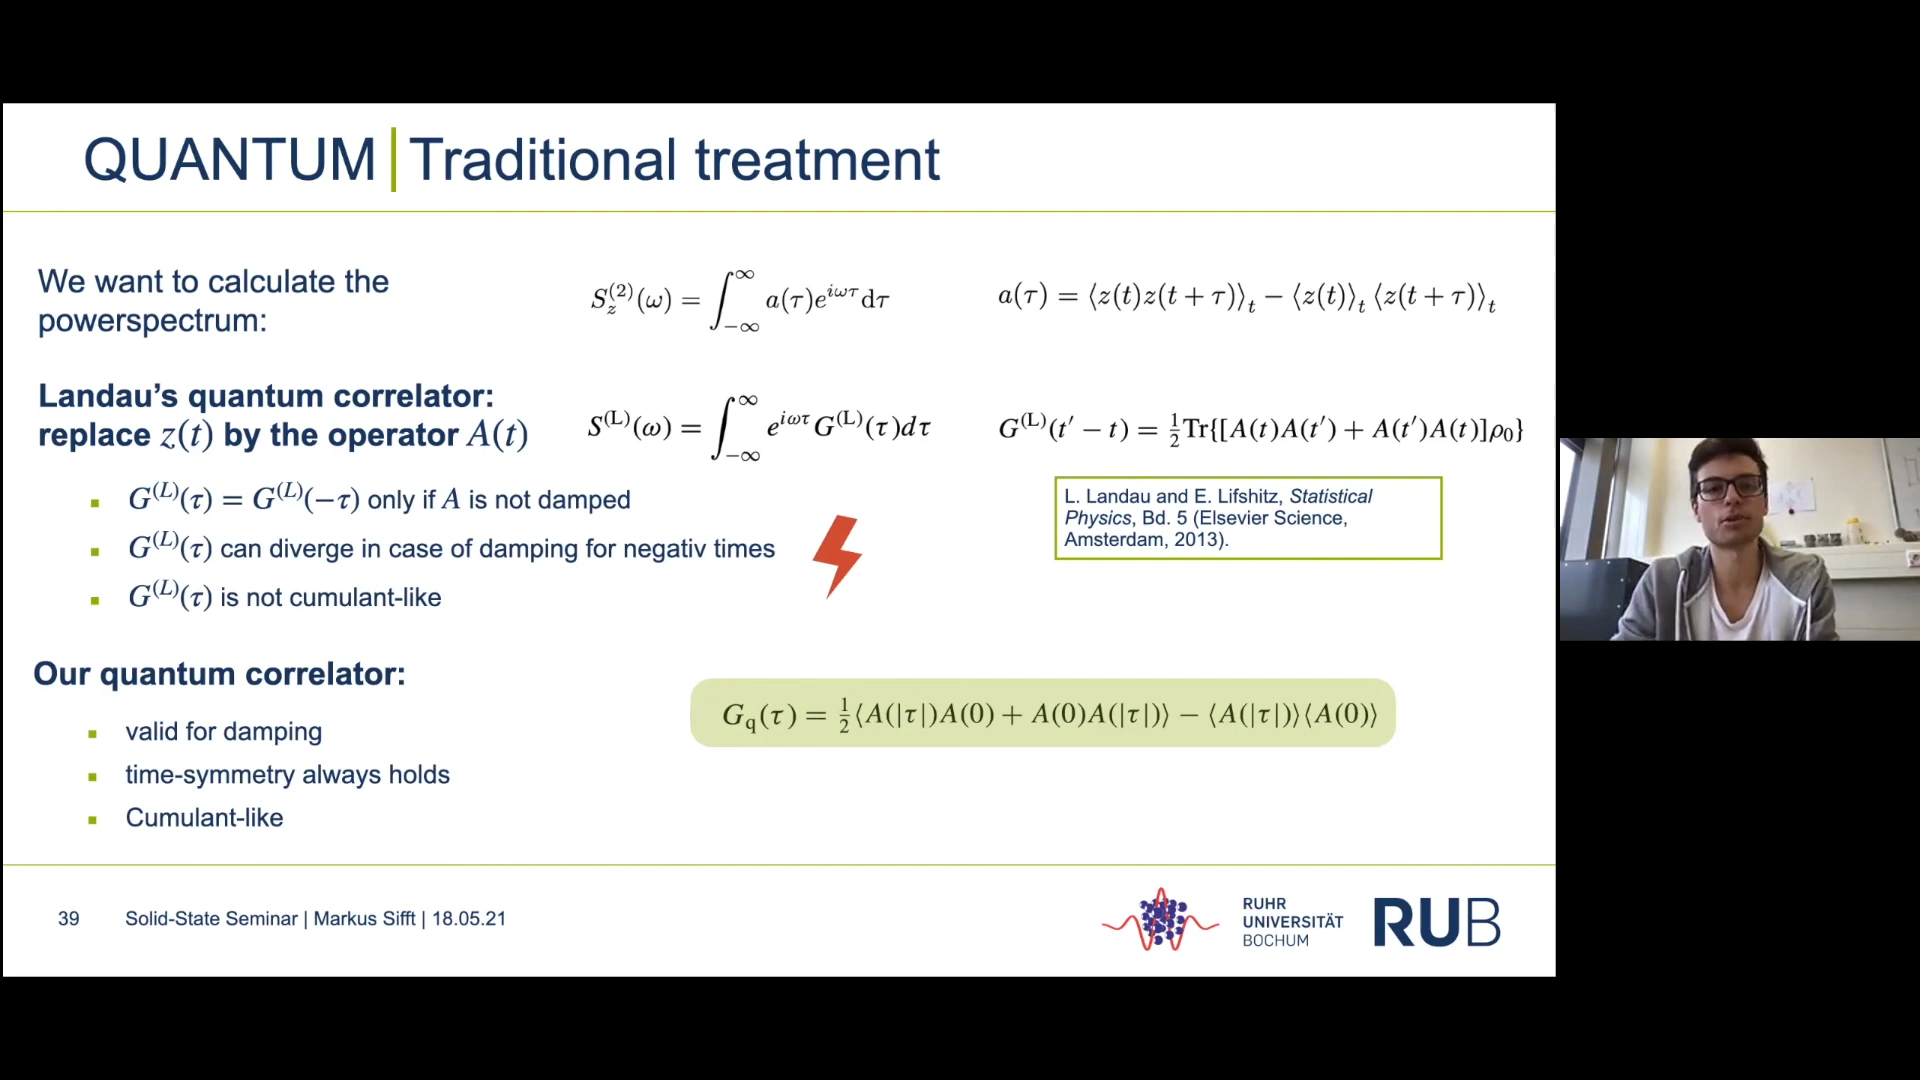 QUANTUM | Traditional treatment
We want to calculate the
powerspectrum:
S_z^{(2)}(ω) = ∫_{−∞}^{∞} a(τ)e^{iωτ}dτ
a(τ) = ⟨z(t)z(t + τ)⟩_t − ⟨z(t)⟩_t ⟨z(t + τ)⟩_t
Landau’s quantum correlator:
replace z(t) by the operator A(t)
S^{(L)}(ω) = ∫_{−∞}^{∞} e^{iωτ} G^{(L)}(τ)dτ
G^{(L)}(t′ − t) = ½Tr{[A(t)A(t′) + A(t′)A(t)]ρ₀}
▪ G^{(L)}(τ) = G^{(L)}(−τ) only if A is not damped
▪ G^{(L)}(τ) can diverge in case of damping for negativ times
▪ G^{(L)}(τ) is not cumulant-like
L. Landau and E. Lifshitz, Statistical
Physics, Bd. 5 (Elsevier Science,
Amsterdam, 2013).
Our quantum correlator:
▪ valid for damping
▪ time-symmetry always holds
▪ Cumulant-like
G_q(τ) = ½⟨A(|τ|)A(0) + A(0)A(|τ|)⟩ − ⟨A(|τ|)⟩⟨A(0)⟩
39
Solid-State Seminar | Markus Sifft | 18.05.21
RUHR
UNIVERSITÄT
BOCHUM
RUB